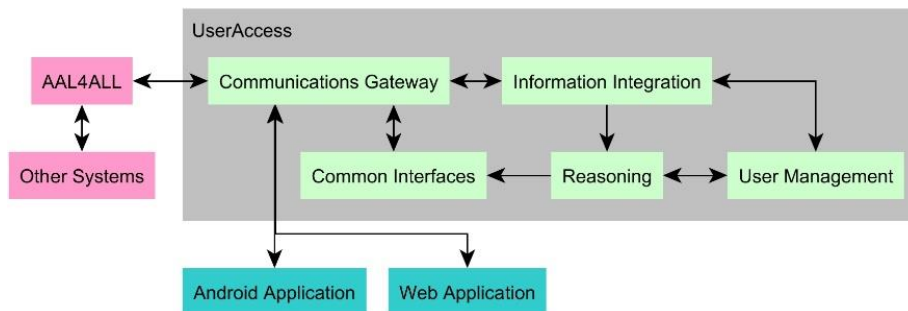 UserAccess
AAL4ALL
Communications Gateway
Information Integration
Other Systems
Common Interfaces
Reasoning
User Management
Android Application
Web Application